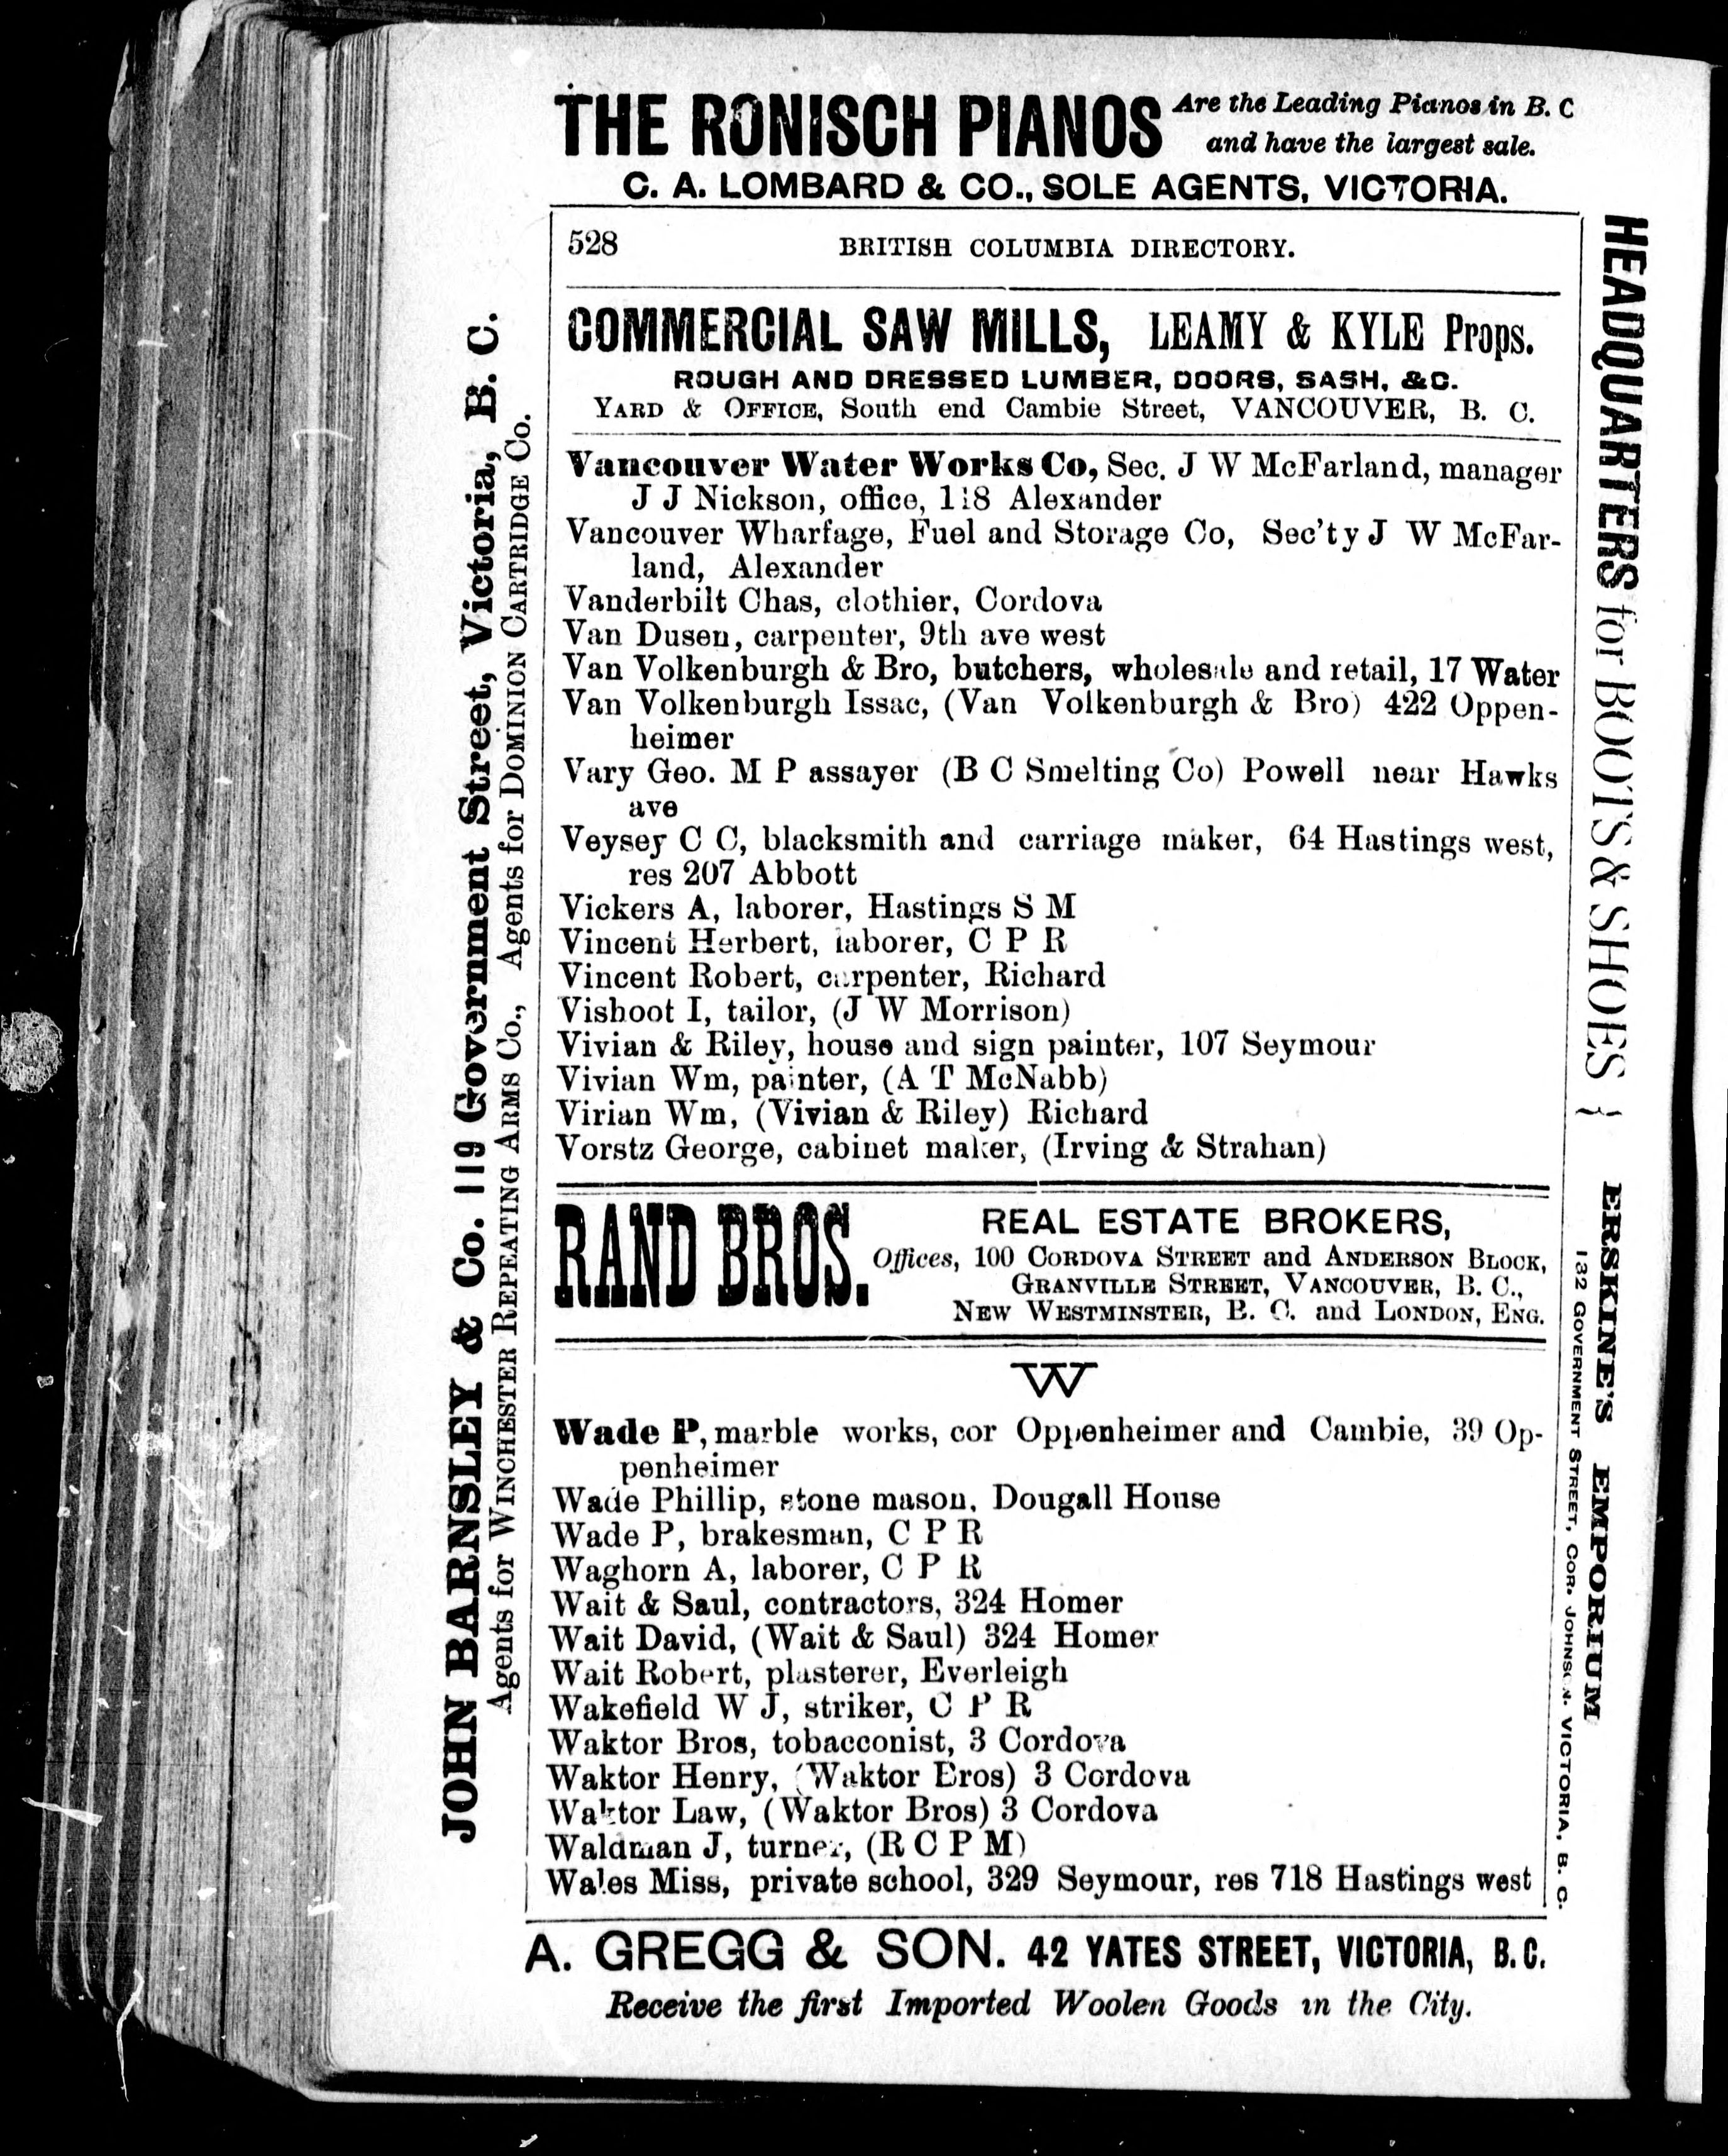 THE RONISCH PIANOS Are the Leading Pianos in B. C
and have the largest sale.
C. A. LOMBARD & CO., SOLE AGENTS, VICTORIA.
528 BRITISH COLUMBIA DIRECTORY.
COMMERCIAL SAW MILLS, LEAMY & KYLE Props.
ROUGH AND DRESSED LUMBER, DOORS, SASH, &C.
YARD & OFFICE, South end Cambie Street, VANCOUVER, B. C.
Vancouver Water Works Co, Sec. J W McFarland, manager
J J Nickson, office, 118 Alexander
Vancouver Wharfage, Fuel and Storage Co, Sec'ty J W McFar-
land, Alexander
Vanderbilt Chas, clothier, Cordova
Van Dusen, carpenter, 9th ave west
Van Volkenburgh & Bro, butchers, wholesale and retail, 17 Water
Van Volkenburgh Issac, (Van Volkenburgh & Bro) 422 Oppen-
heimer
Vary Geo. M P assayer (B C Smelting Co) Powell near Hawks
ave
Veysey C C, blacksmith and carriage maker, 64 Hastings west,
res 207 Abbott
Vickers A, laborer, Hastings S M
Vincent Herbert, laborer, C P R
Vincent Robert, carpenter, Richard
Vishoot I, tailor, (J W Morrison)
Vivian & Riley, house and sign painter, 107 Seymour
Vivian Wm, painter, (A T McNabb)
Virian Wm, (Vivian & Riley) Richard
Vorstz George, cabinet maker, (Irving & Strahan)
RAND BROS. REAL ESTATE BROKERS,
Offices, 100 CORDOVA STREET and ANDERSON BLOCK,
GRANVILLE STREET, VANCOUVER, B. C.,
NEW WESTMINSTER, B. C. and LONDON, ENG.
W
Wade P, marble works, cor Oppenheimer and Cambie, 39 Op-
penheimer
Wade Phillip, stone mason, Dougall House
Wade P, brakesman, C P R
Waghorn A, laborer, C P R
Wait & Saul, contractors, 324 Homer
Wait David, (Wait & Saul) 324 Homer
Wait Robert, plasterer, Everleigh
Wakefield W J, striker, C P R
Waktor Bros, tobacconist, 3 Cordova
Waktor Henry, (Waktor Bros) 3 Cordova
Waktor Law, (Waktor Bros) 3 Cordova
Waldman J, turner, (R C P M)
Wales Miss, private school, 329 Seymour, res 718 Hastings west
A. GREGG & SON. 42 YATES STREET, VICTORIA, B. C.
Receive the first Imported Woolen Goods in the City.
JOHN BARNSLEY & Co. 119 Government Street, Victoria, B. C.
Agents for WINCHESTER REPEATING ARMS Co., Agents for DOMINION CARTRIDGE Co.
HEADQUARTERS for BOOTS & SHOES } ERSKINE'S EMPORIUM
132 GOVERNMENT STREET, COR. JOHNSON. VICTORIA, B. C.